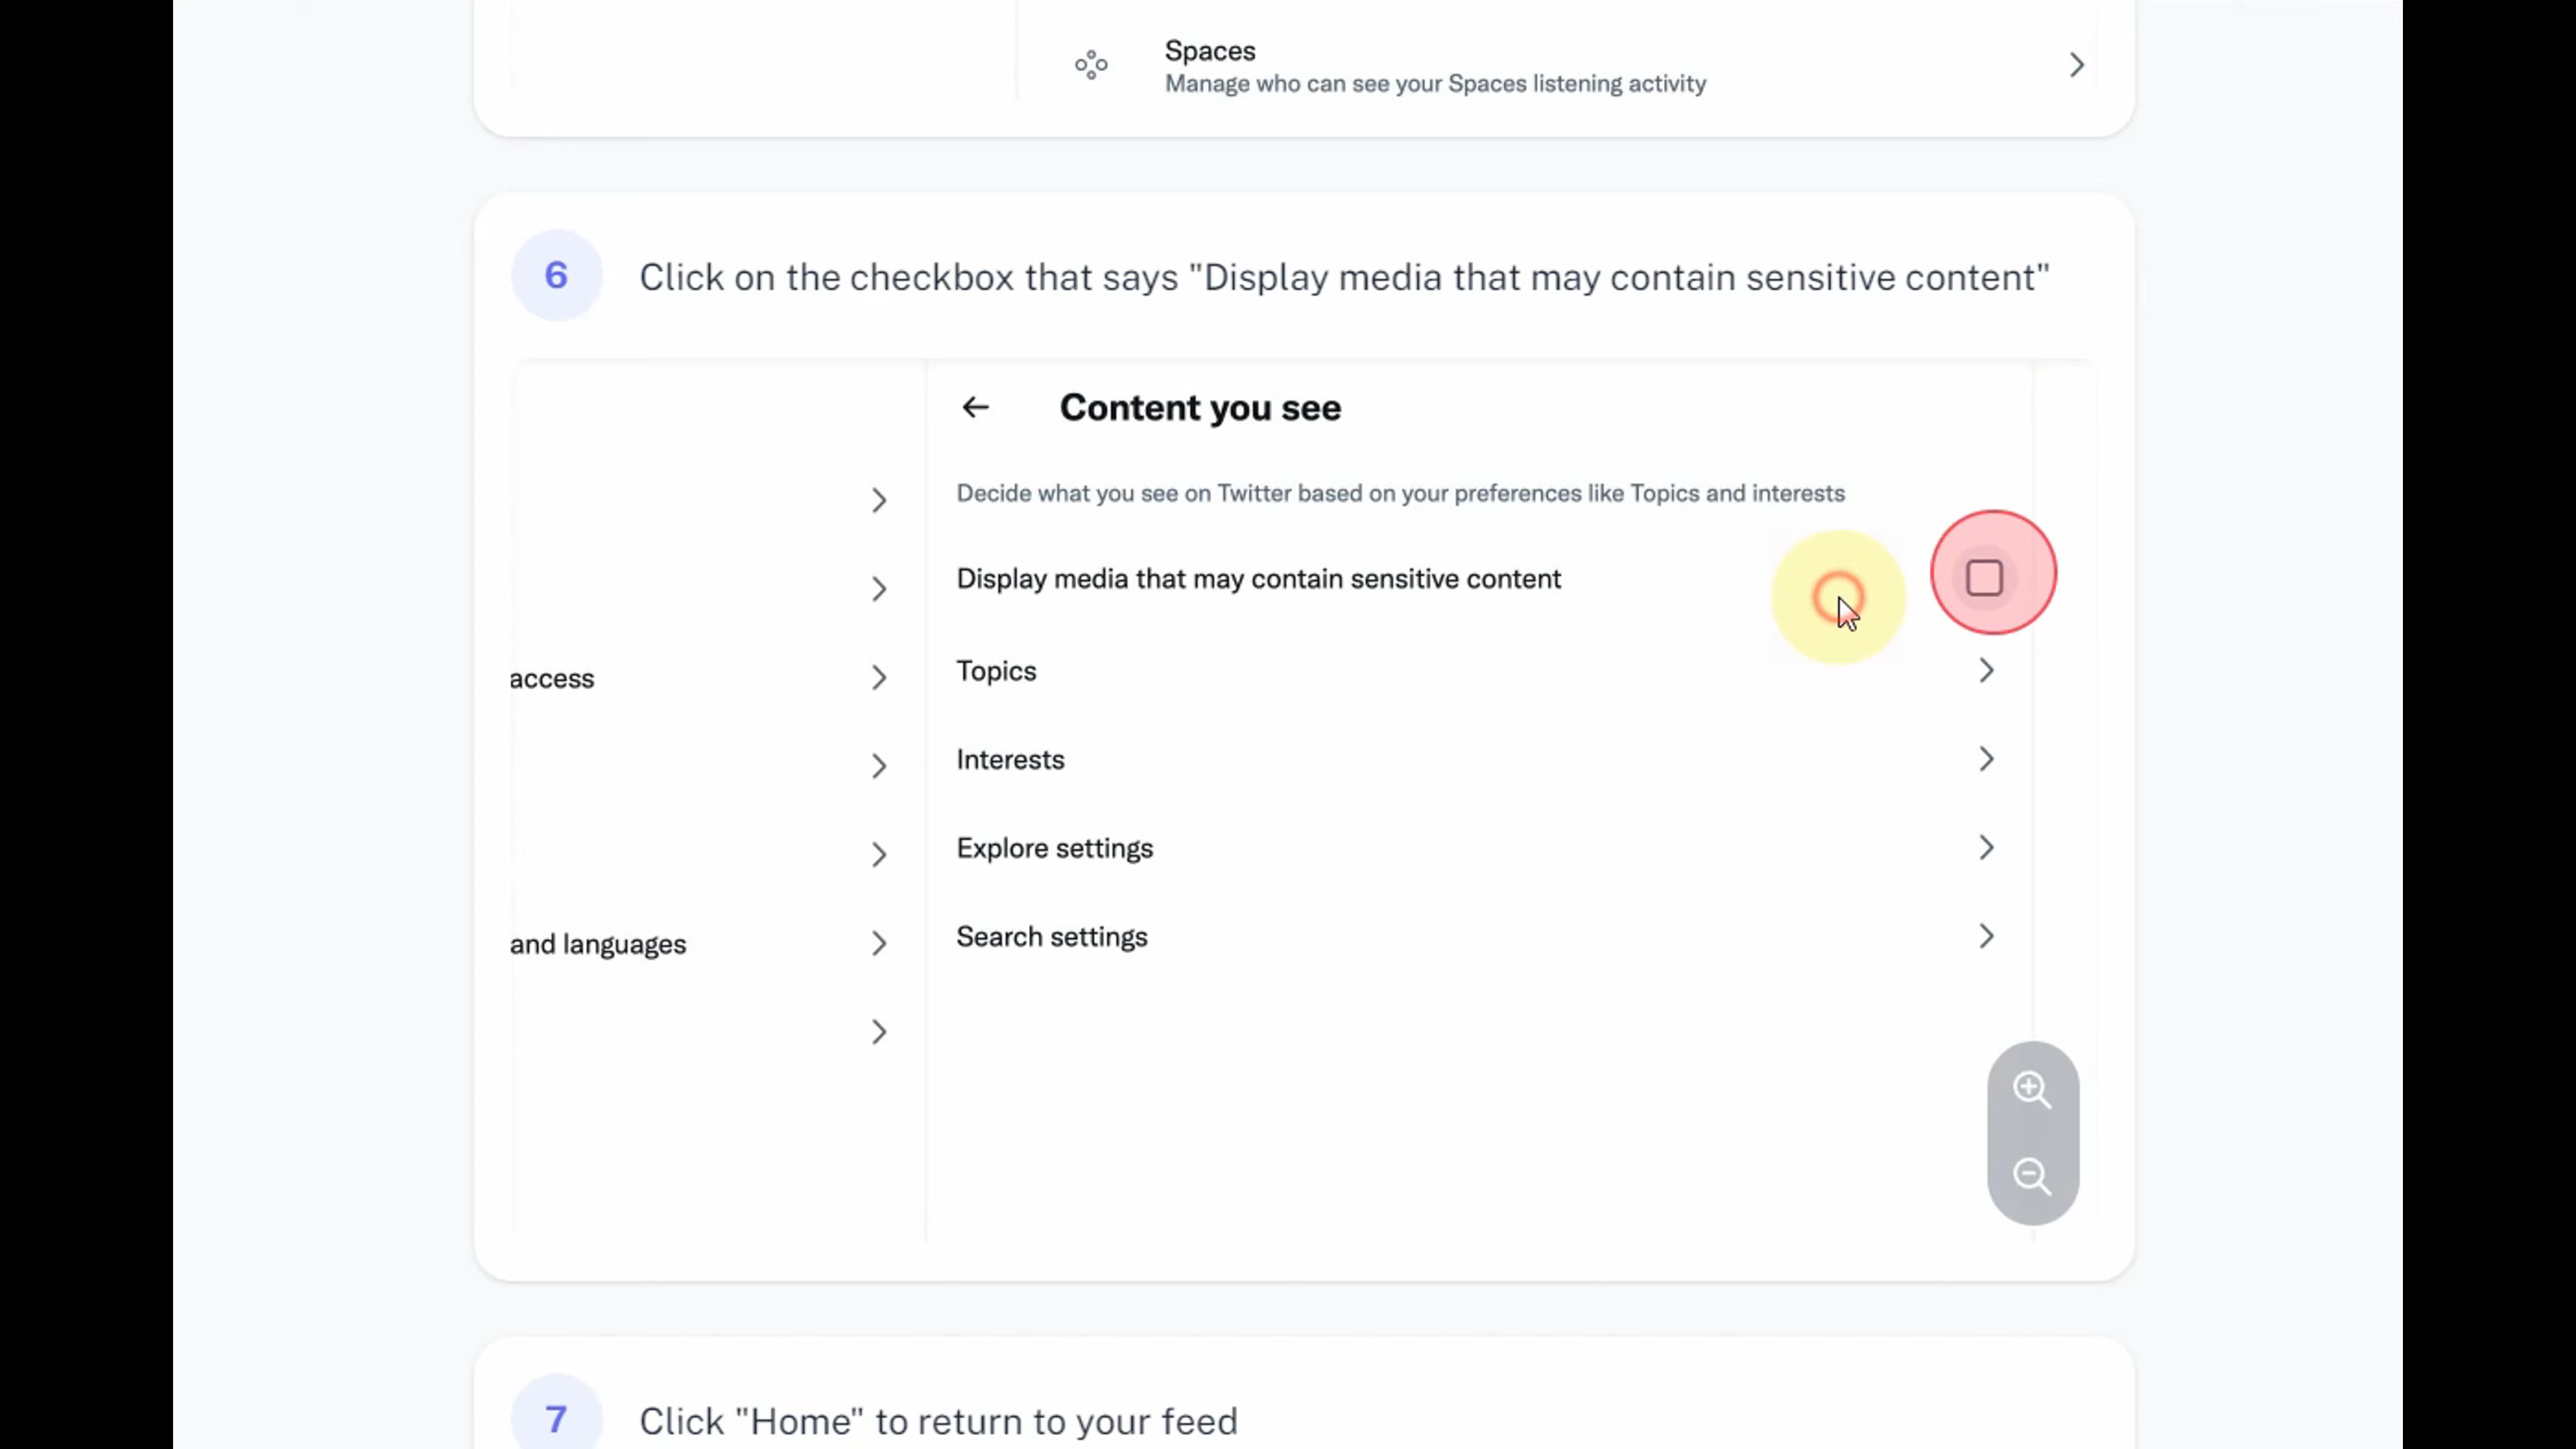 Spaces
Manage who can see your Spaces listening activity
6
Click on the checkbox that says "Display media that may contain sensitive content"
Content you see
Decide what you see on Twitter based on your preferences like Topics and interests
Display media that may contain sensitive content
access
Topics
Interests
Explore settings
and languages
Search settings
7
Click "Home" to return to your feed